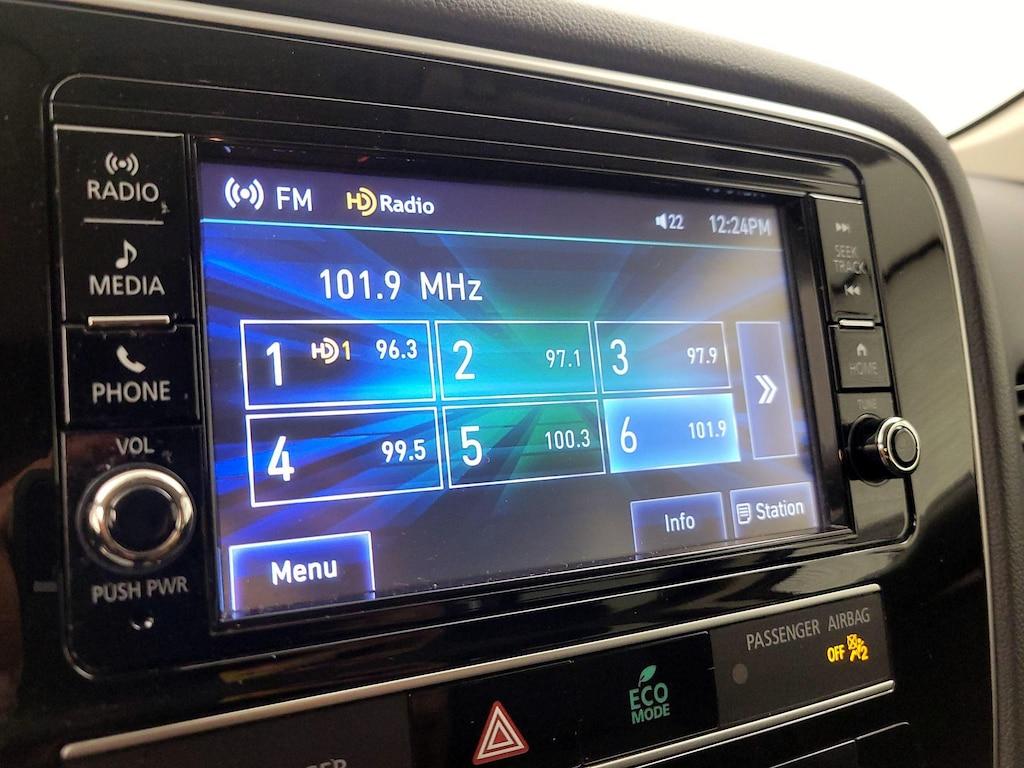 RADIO
MEDIA
PHONE
VOL
PUSH PWR
FM HD Radio
22 12:24PM
101.9 MHz
1 HD1 96.3
2 97.1
3 97.9
4 99.5
5 100.3
6 101.9
Menu
Info
Station
SEEK
TRACK
HOME
TUNE
PASSENGER AIRBAG
OFF
2
ECO
MODE